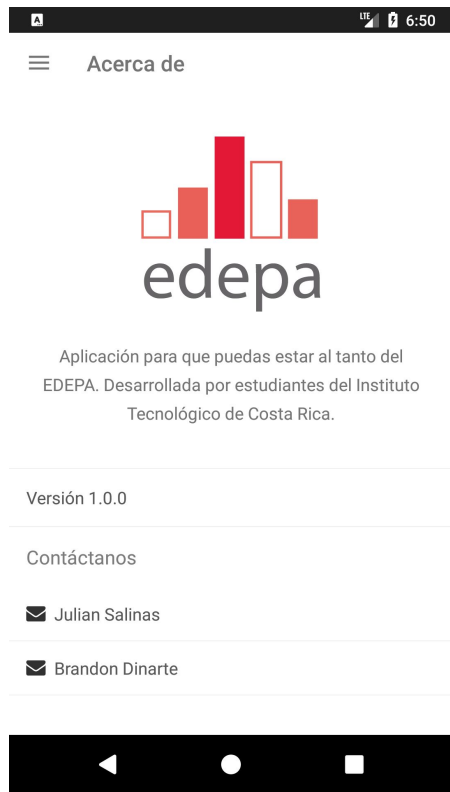 LTE 6:50
Acerca de
edepa
Aplicación para que puedas estar al tanto del
EDEPA. Desarrollada por estudiantes del Instituto
Tecnológico de Costa Rica.
Versión 1.0.0
Contáctanos
Julian Salinas
Brandon Dinarte